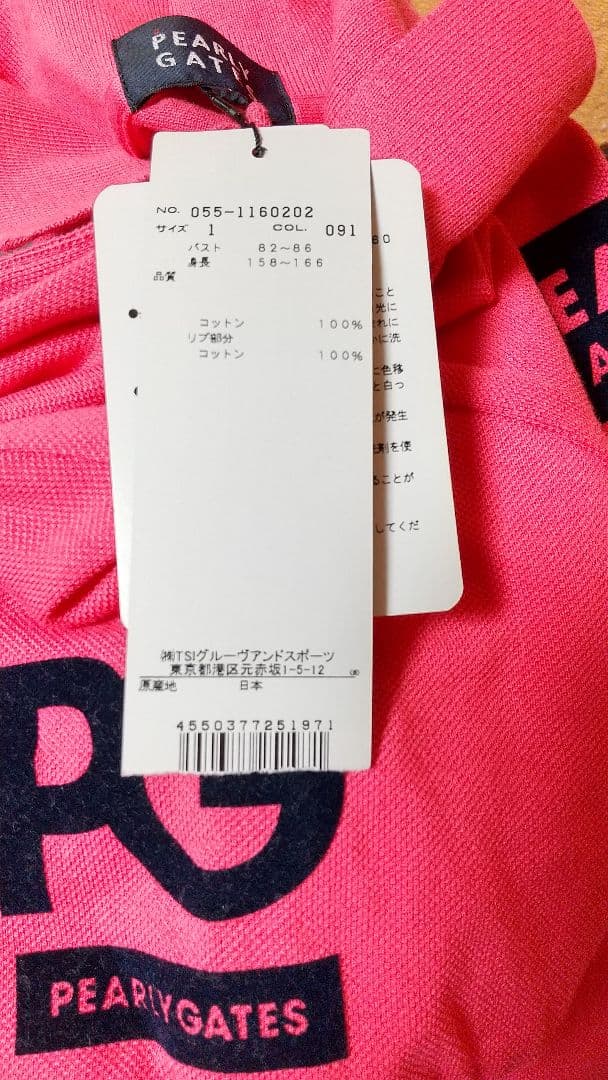 PEARLY
GATES
NO. 055-1160202
サイズ 1 COL. 091
バスト 82～86
身長 158～166
品質
コットン 100%
リブ部分
コットン 100%
㈱TSIグルーヴアンドスポーツ
東京都港区元赤坂1-5-12
原産地 日本
4550377251971
60
こと
光に
まれに
に洗
に色移
と白っ
が発生
剤を使
ることが
してくだ
PG
PEARLYGATES